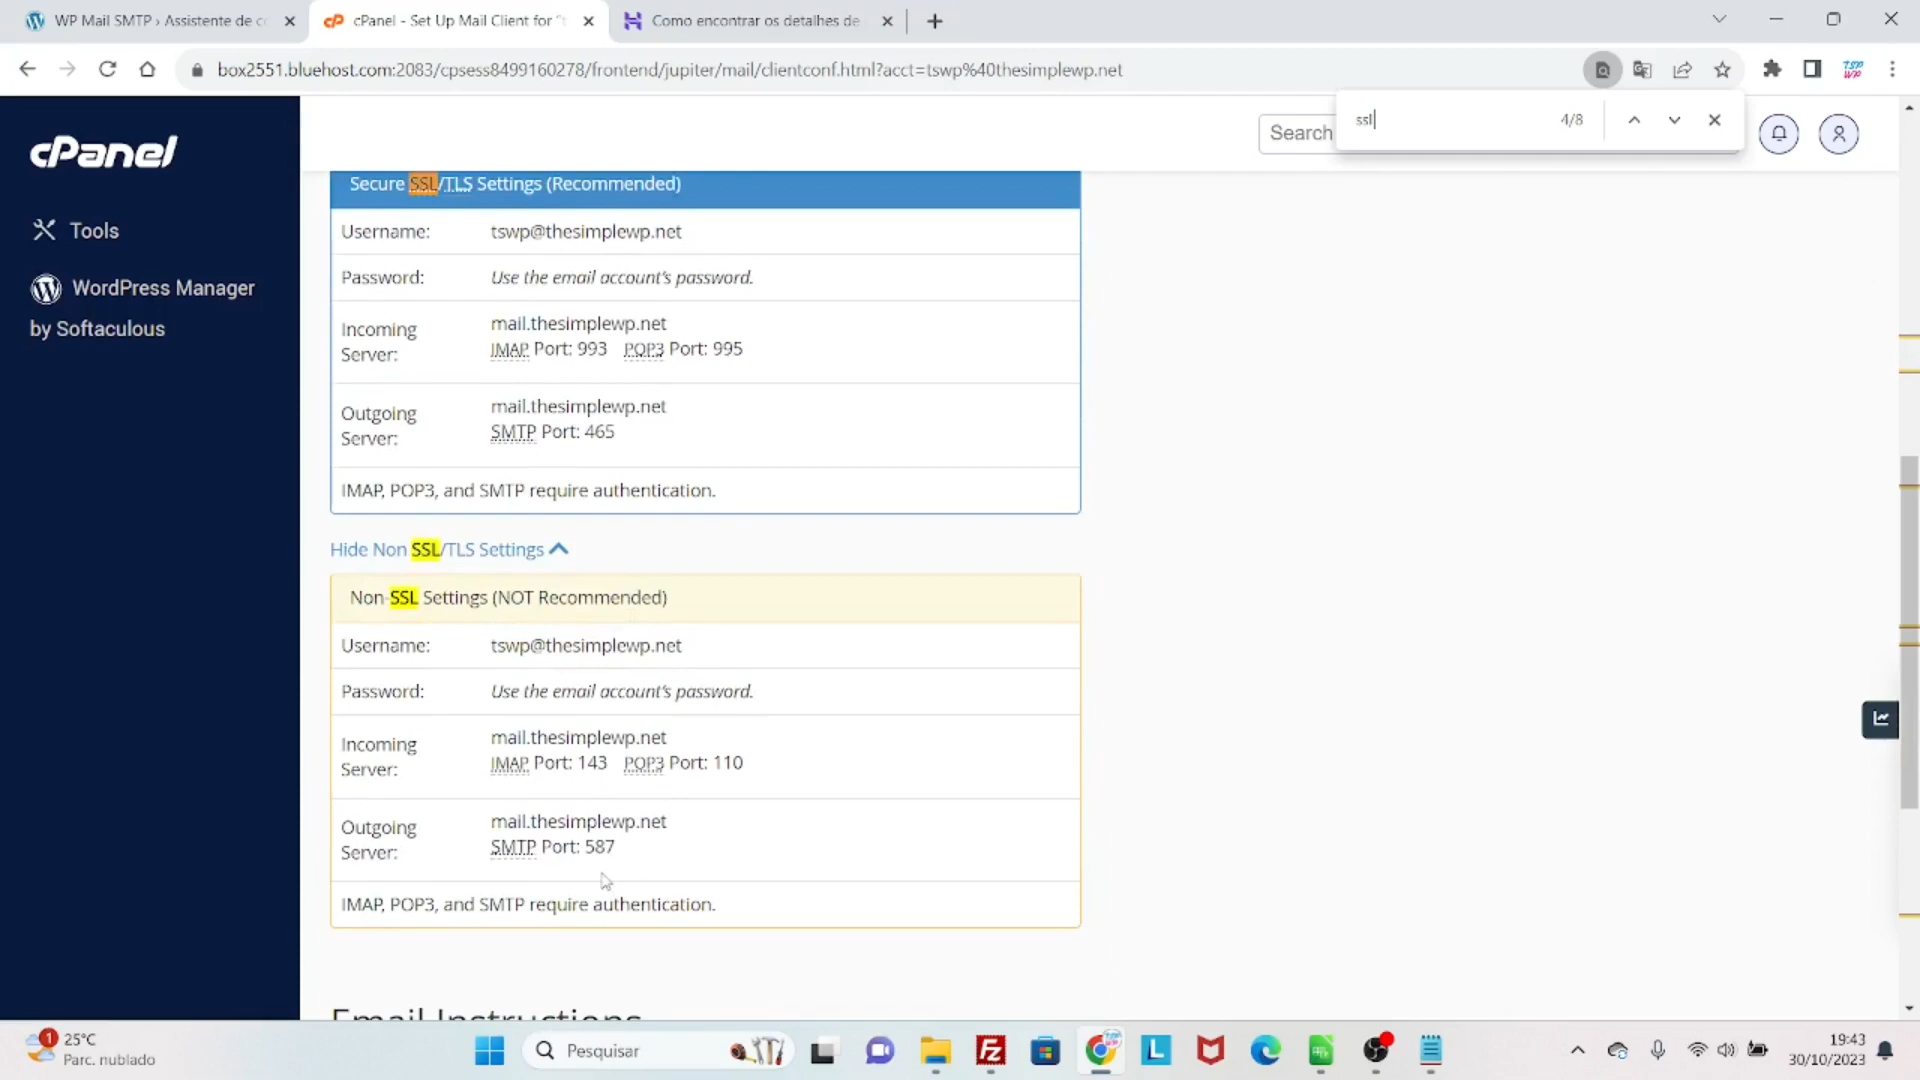 WP Mail SMTP › Assistente de c
cPanel - Set Up Mail Client for "t
Como encontrar os detalhes de
box2551.bluehost.com:2083/cpsess8499160278/frontend/jupiter/mail/clientconf.html?acct=tswp%40thesimplewp.net
ssl
4/8
cPanel
Search
Tools
WordPress Manager
by Softaculous
Secure SSL/TLS Settings (Recommended)
Username: tswp@thesimplewp.net
Password: Use the email account's password.
Incoming
Server:
mail.thesimplewp.net
IMAP Port: 993 POP3 Port: 995
Outgoing
Server:
mail.thesimplewp.net
SMTP Port: 465
IMAP, POP3, and SMTP require authentication.
Hide Non SSL/TLS Settings
Non-SSL Settings (NOT Recommended)
Username: tswp@thesimplewp.net
Password: Use the email account's password.
Incoming
Server:
mail.thesimplewp.net
IMAP Port: 143 POP3 Port: 110
Outgoing
Server:
mail.thesimplewp.net
SMTP Port: 587
IMAP, POP3, and SMTP require authentication.
Email Instructions
1
25°C
Parc. nublado
Pesquisar
19:43
30/10/2023